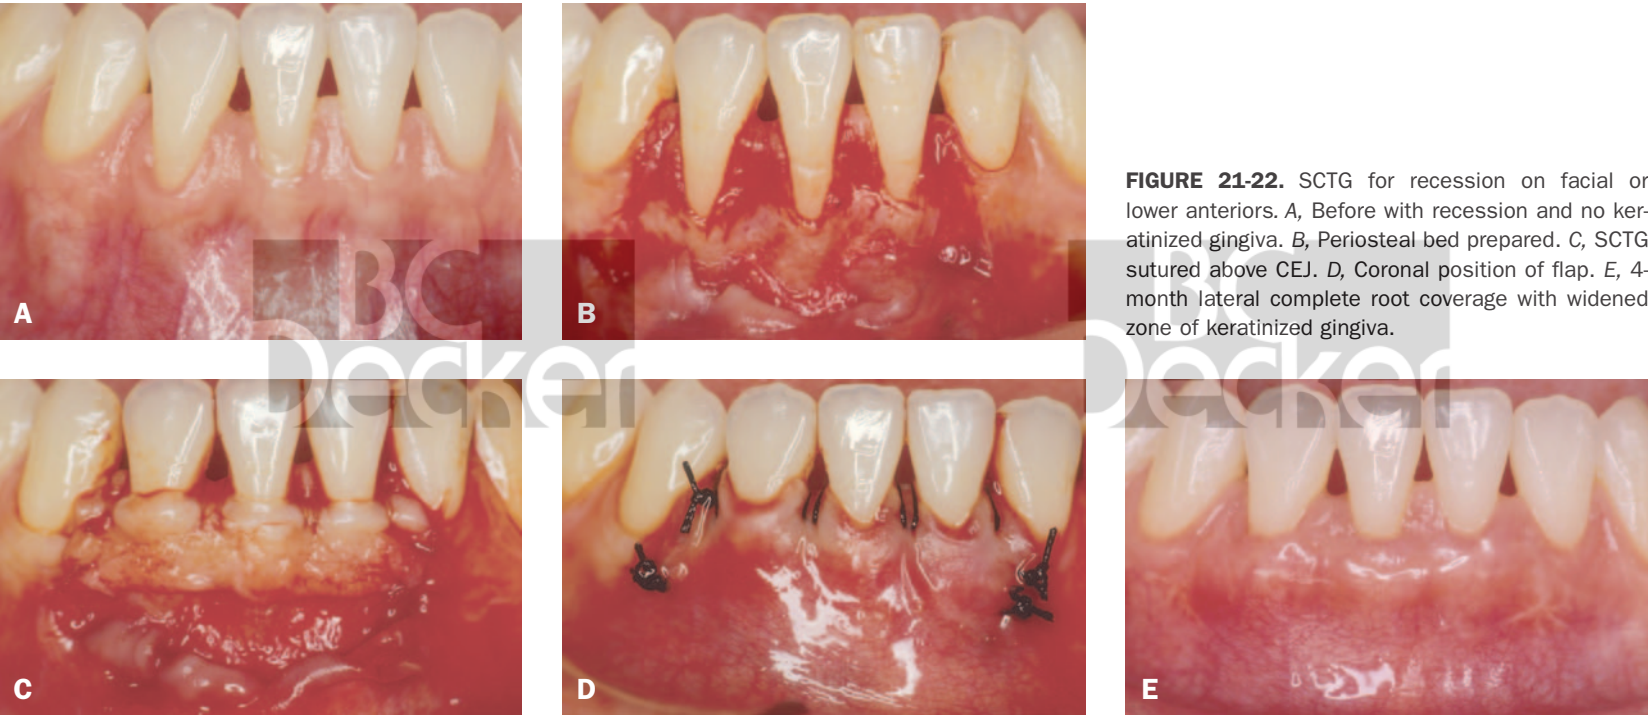 A
B
FIGURE 21-22. SCTG for recession on facial or
lower anteriors. A, Before with recession and no ker-
atinized gingiva. B, Periosteal bed prepared. C, SCTG
sutured above CEJ. D, Coronal position of flap. E, 4-
month lateral complete root coverage with widened
zone of keratinized gingiva.
BC
Decker
BC
Decker
C
D
E